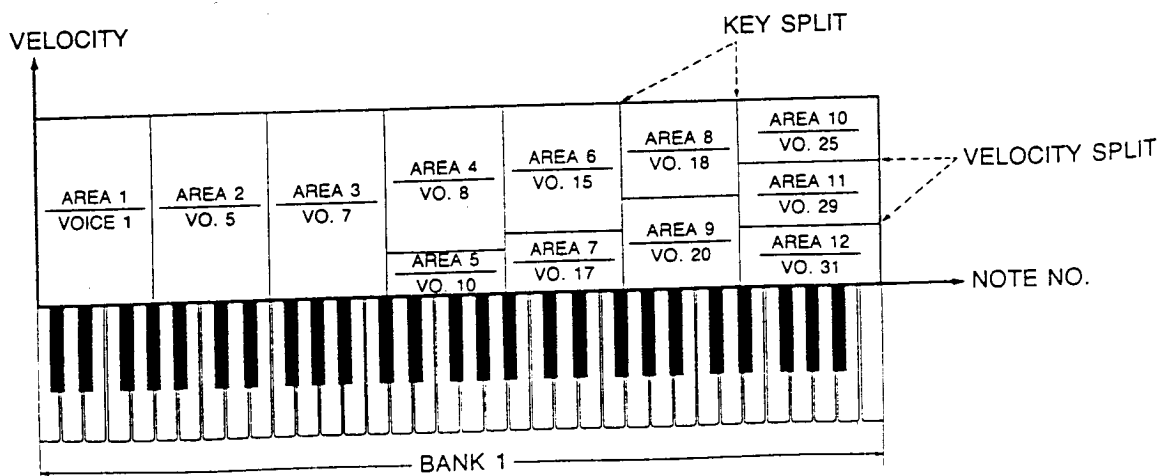 VELOCITY
KEY SPLIT
AREA 1
VOICE 1
AREA 2
VO. 5
AREA 3
VO. 7
AREA 4
VO. 8
AREA 5
VO. 10
AREA 6
VO. 15
AREA 7
VO. 17
AREA 8
VO. 18
AREA 9
VO. 20
AREA 10
VO. 25
AREA 11
VO. 29
AREA 12
VO. 31
VELOCITY SPLIT
NOTE NO.
BANK 1